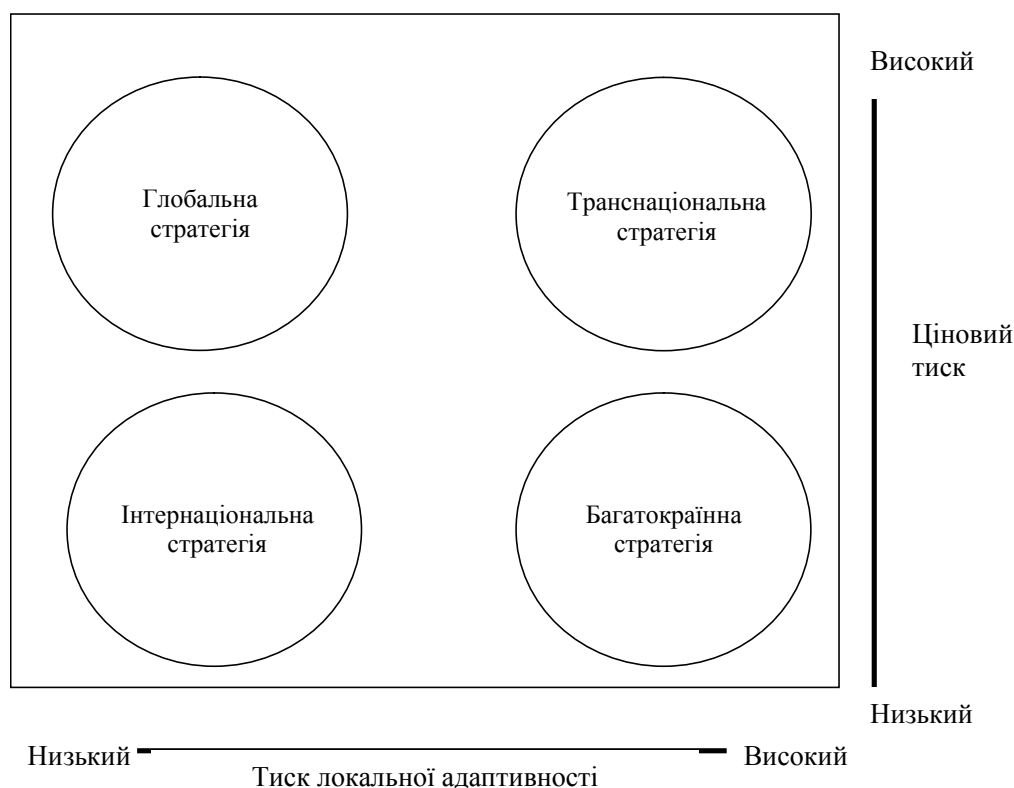 Високий
Глобальна
стратегія
Транснаціональна
стратегія
Ціновий
тиск
Інтернаціональна
стратегія
Багатокраїнна
стратегія
Низький
Низький
Високий
Тиск локальної адаптивності